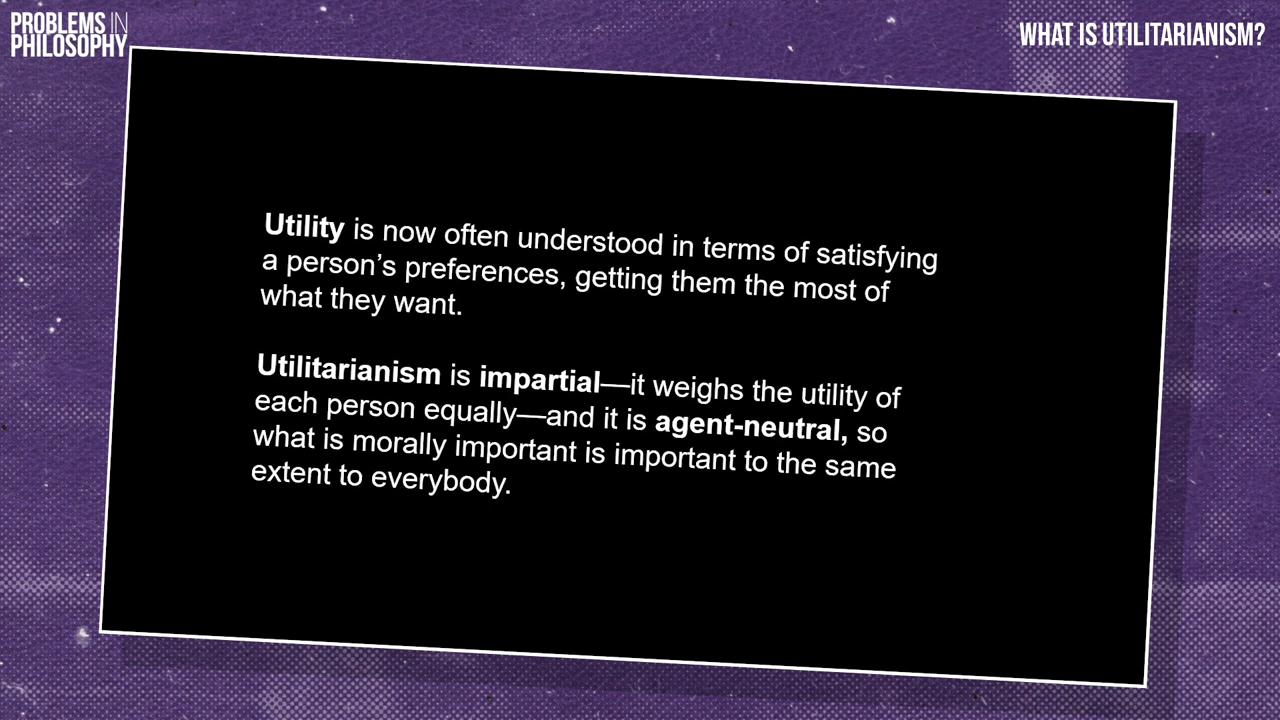 PROBLEMS IN
PHILOSOPHY
WHAT IS UTILITARIANISM?
Utility is now often understood in terms of satisfying
a person’s preferences, getting them the most of
what they want.
Utilitarianism is impartial—it weighs the utility of
each person equally—and it is agent-neutral, so
what is morally important is important to the same
extent to everybody.